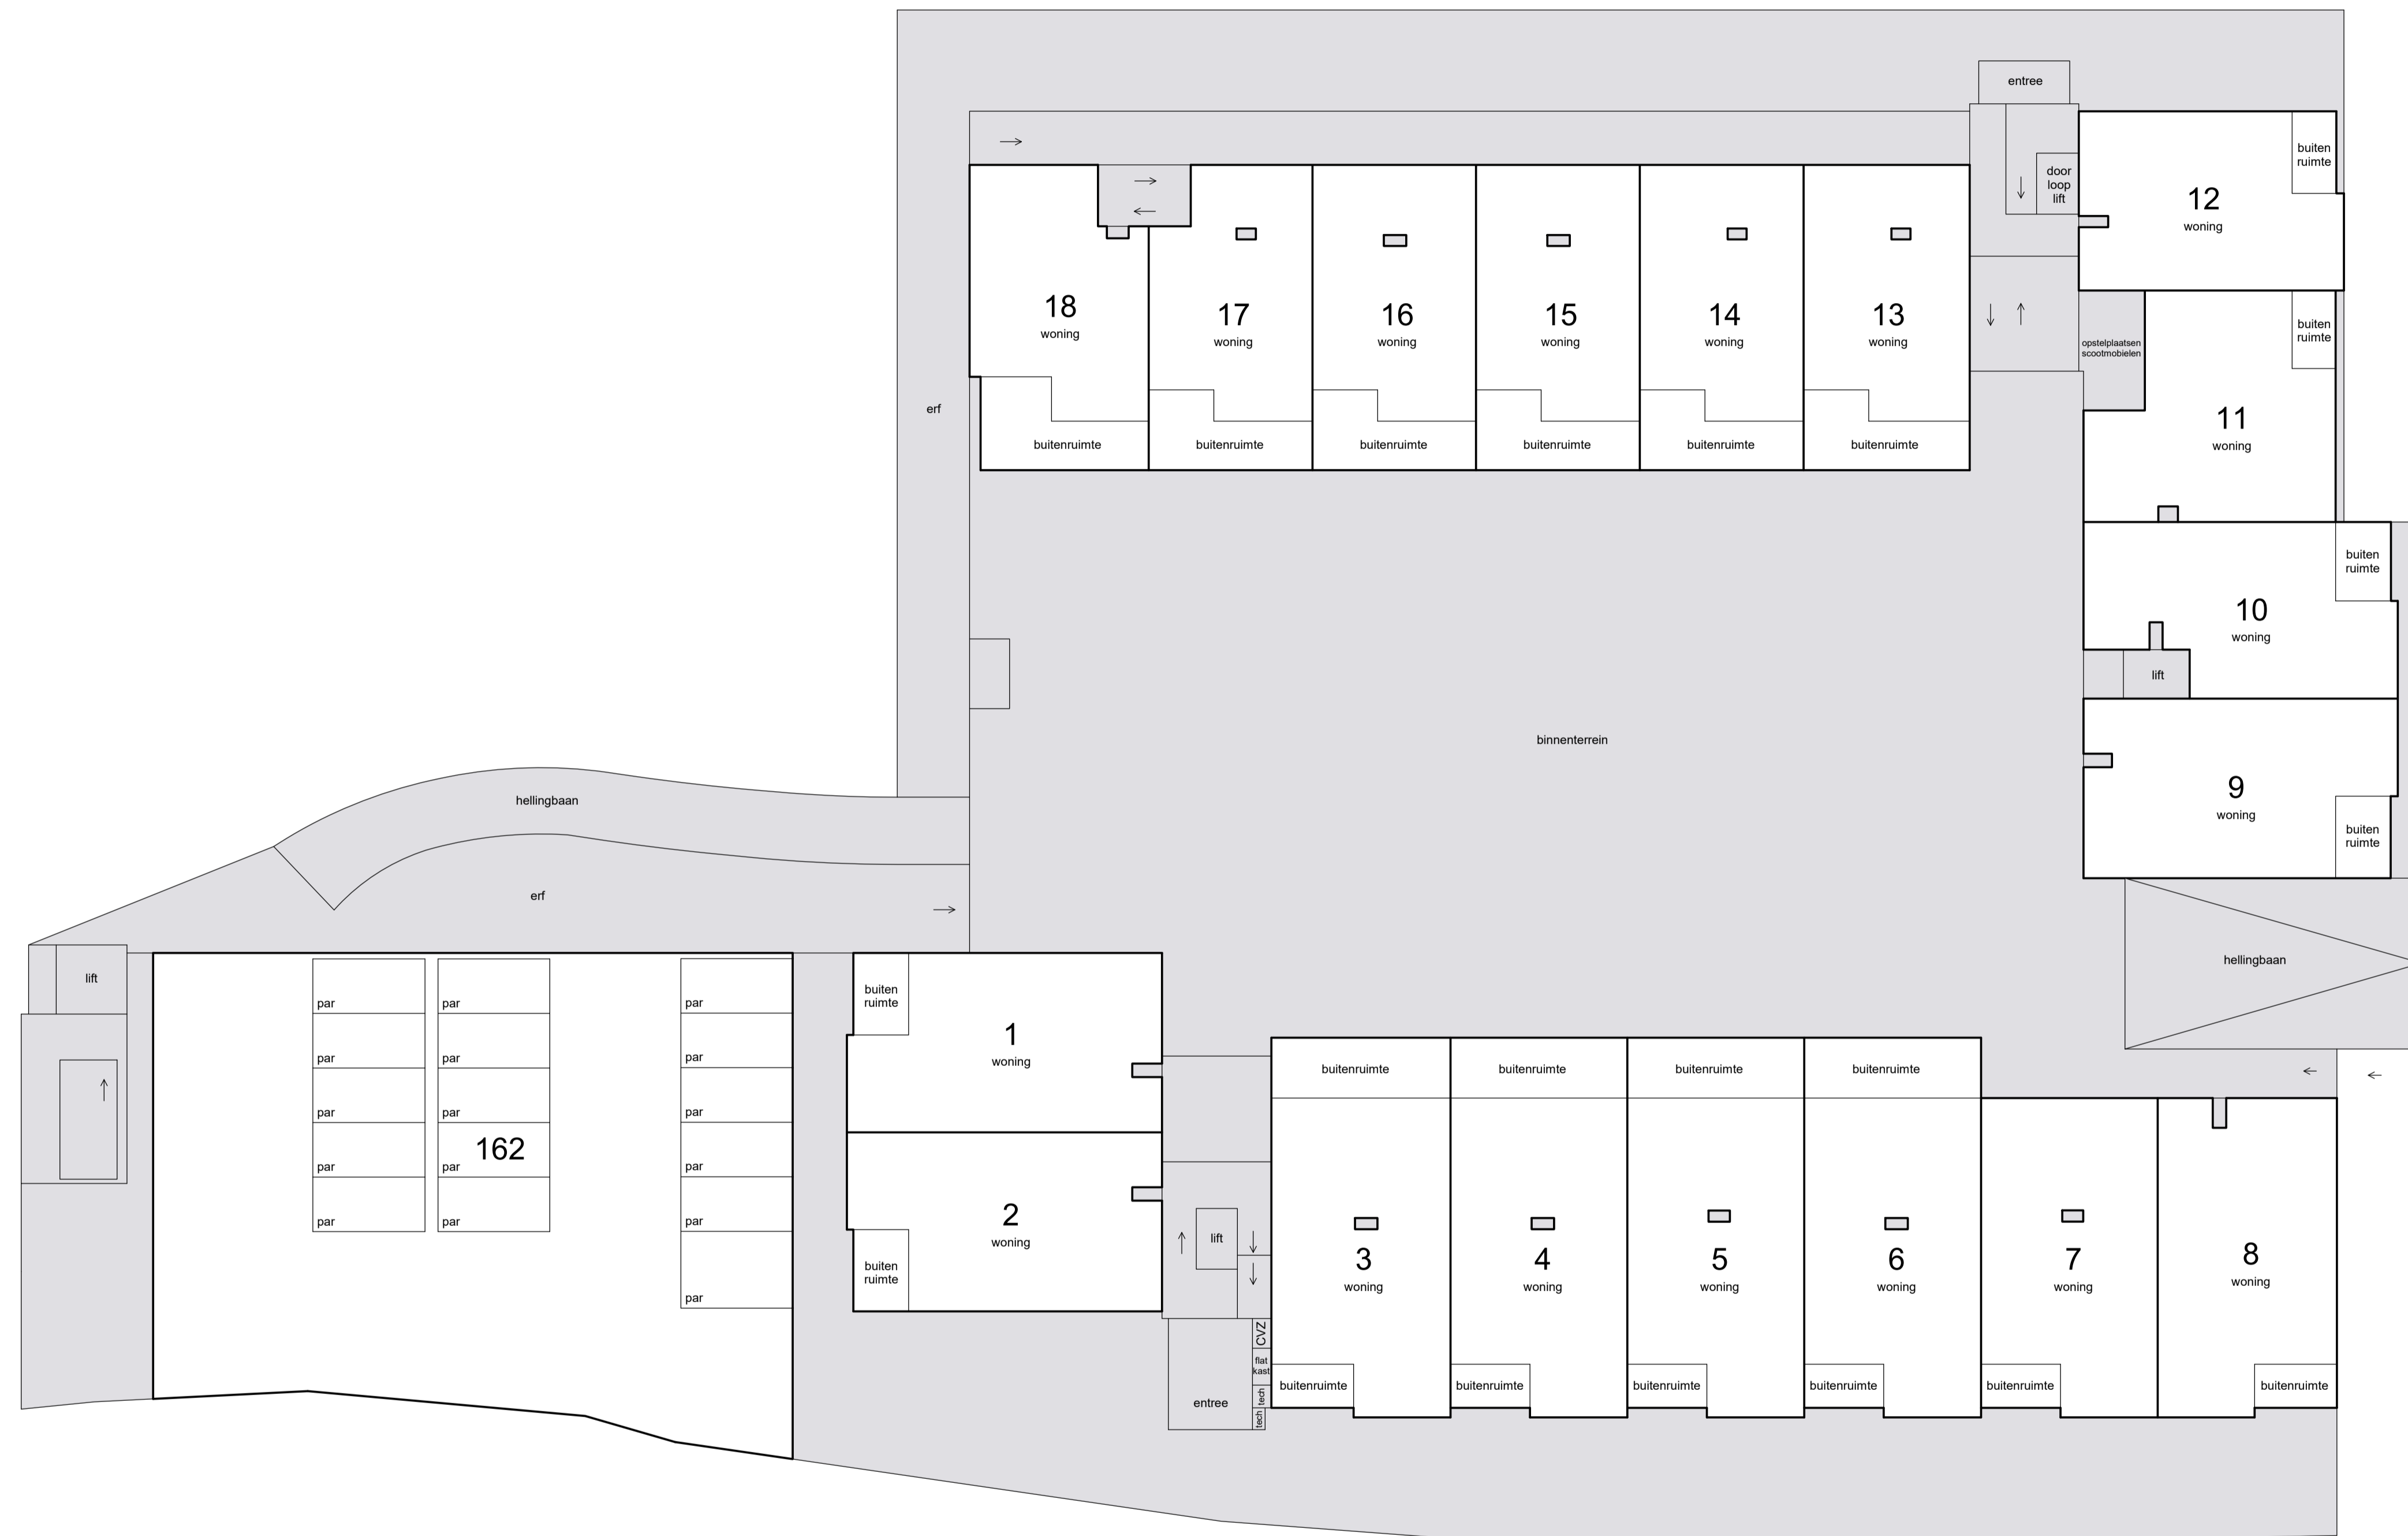 entree
door
loop
lift
buiten
ruimte
12
woning
18
woning
17
woning
16
woning
15
woning
14
woning
13
woning
opstelplaatsen
scootmobielen
buiten
ruimte
11
woning
erf
buitenruimte
buitenruimte
buitenruimte
buitenruimte
buitenruimte
buitenruimte
buiten
ruimte
10
woning
lift
binnenterrein
9
woning
buiten
ruimte
hellingbaan
erf
hellingbaan
lift
par
par
par
par
par
par
par
par
par
par
162
par
par
par
par
par
par
buiten
ruimte
1
woning
2
woning
buiten
ruimte
lift
CVZ
flat
kast
tech
tech
entree
buitenruimte
buitenruimte
buitenruimte
buitenruimte
3
woning
4
woning
5
woning
6
woning
7
woning
8
woning
buitenruimte
buitenruimte
buitenruimte
buitenruimte
buitenruimte
buitenruimte